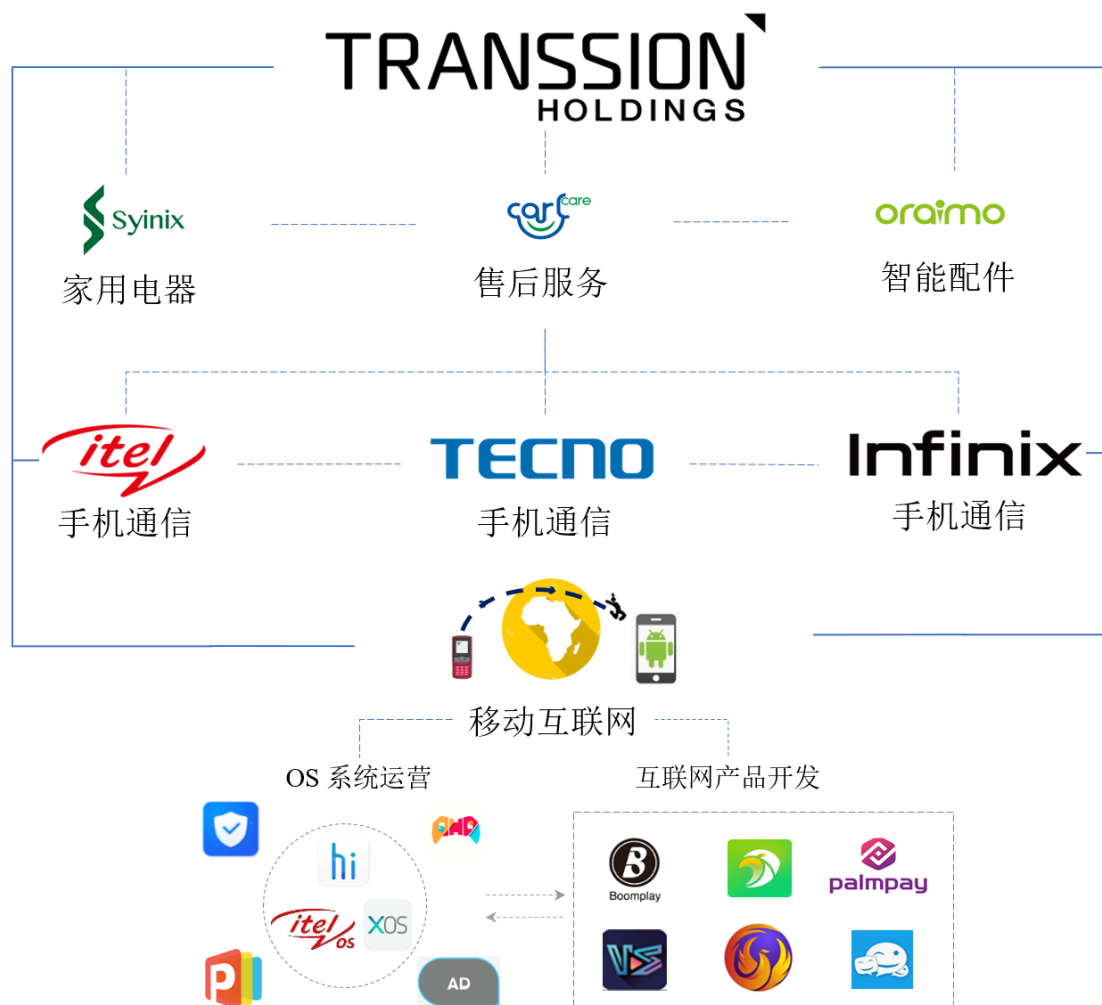 TRANSSION
HOLDINGS
Syinix
carlcare
oraimo
家用电器
售后服务
智能配件
itel
TECNO
Infinix
手机通信
手机通信
手机通信
移动互联网
OS 系统运营
互联网产品开发
hi
itel OS
XOS
P
AD
B
Boomplay
palmpay
VS